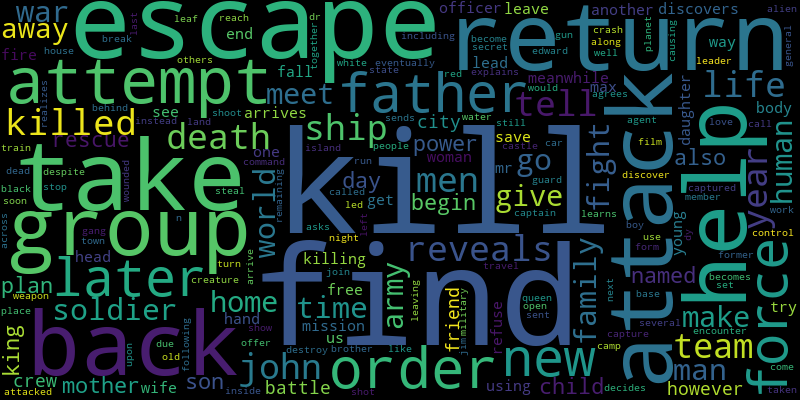 war
away
leaf
reach
dr
end
break
last
escape
together
officer
leave
another
discovers
alien
become
gun
crash
secret
edward
planet
along
way
including
eventually
explains
return
lead
causing
well
leader
general
fire
house
others
attempt
realizes
behind
father
meet
fall
arrives
white
state
red
would
agrees
meanwhile
max
tell
life
killed
see
shoot
sends
water
still
castle
car
agent
love
call
body
instead
land
ship
city
save
daughter
film
rescue
death
people
power
woman
discover
train
despite
wounded
one
island
run
mr
guard
go
fight
also
human
dead
command
day
called
men
black
stop
steal
world
remaining
get
captain
give
young
captured
member
year
work
soon
take
n
led
begin
learns
boy
attack
help
across
gang
town
group
asks
night
left
kill
use
form
dy
former
control
head
turn
arrive
killing
reveals
family
named
becomes
set
force
later
creature
join
army
travel
plan
weapon
home
free
time
leaving
queen
open
sent
next
base
several
make
try
place
soldier
hand
mission
us
friend
refuse
find
capture
encounter
king
back
due
old
upon
following
show
offer
destroy
brother
like
jim
military
camp
team
come
attacked
crew
mother
wife
son
inside
john
battle
shot
order
using
new
child
decides
man
however
taken